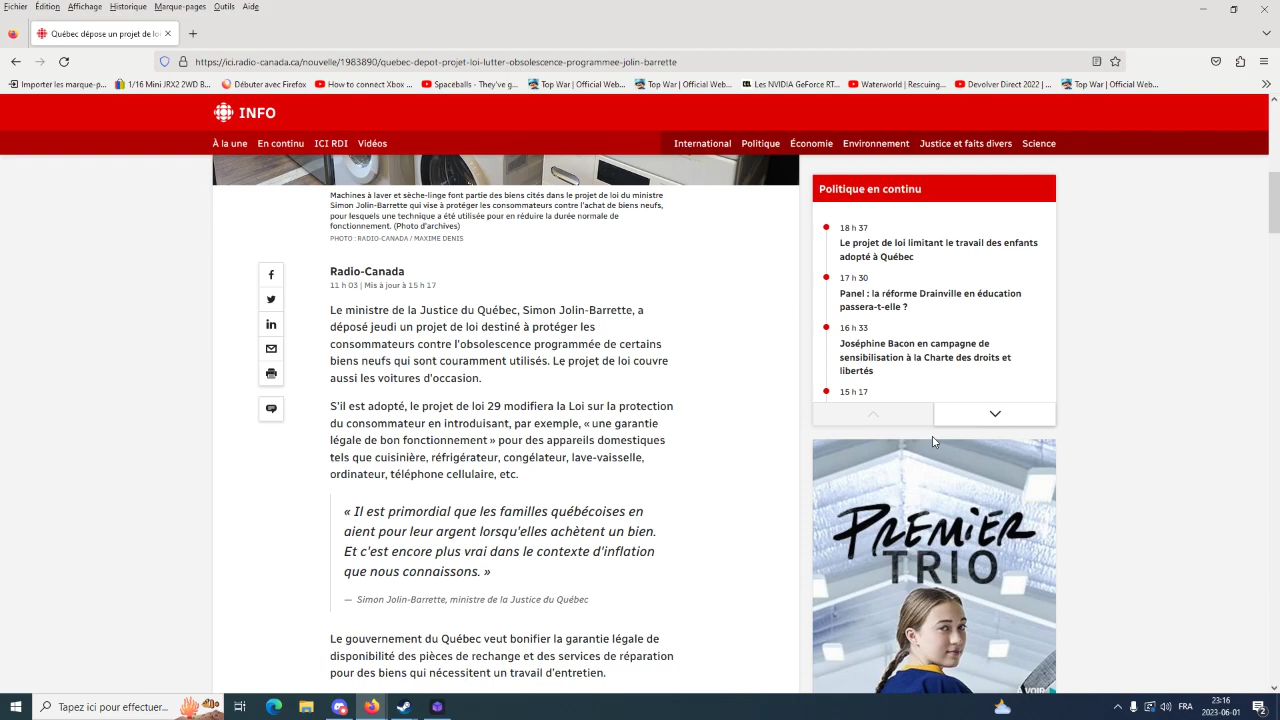 Fichier Édition Affichage Historique Marque-pages Outils Aide
Québec dépose un projet de loi
https://ici.radio-canada.ca/nouvelle/1983890/quebec-depot-projet-loi-lutter-obsolescence-programmee-jolin-barrette
Importer les marque-p... 1/16 Mini JRX2 2WD B... Débuter avec Firefox How to connect Xbox ... Spaceballs - They've g... Top War | Official Web... Top War | Official Web... Les NVIDIA GeForce RT... Waterworld | Rescuing... Devolver Direct 2022 | ... Top War | Official Web...
INFO
À la une En continu ICI RDI Vidéos International Politique Économie Environnement Justice et faits divers Science
Machines à laver et sèche-linge font partie des biens cités dans le projet de loi du ministre
Simon Jolin-Barrette qui vise à protéger les consommateurs contre l'achat de biens neufs,
pour lesquels une technique a été utilisée pour en réduire la durée normale de
fonctionnement. (Photo d'archives)
PHOTO : RADIO-CANADA / MAXIME DENIS
Radio-Canada
11 h 03 | Mis à jour à 15 h 17
Le ministre de la Justice du Québec, Simon Jolin-Barrette, a
déposé jeudi un projet de loi destiné à protéger les
consommateurs contre l'obsolescence programmée de certains
biens neufs qui sont couramment utilisés. Le projet de loi couvre
aussi les voitures d'occasion.
S'il est adopté, le projet de loi 29 modifiera la Loi sur la protection
du consommateur en introduisant, par exemple, « une garantie
légale de bon fonctionnement » pour des appareils domestiques
tels que cuisinière, réfrigérateur, congélateur, lave-vaisselle,
ordinateur, téléphone cellulaire, etc.
« Il est primordial que les familles québécoises en
aient pour leur argent lorsqu'elles achètent un bien.
Et c'est encore plus vrai dans le contexte d'inflation
que nous connaissons. »
— Simon Jolin-Barrette, ministre de la Justice du Québec
Le gouvernement du Québec veut bonifier la garantie légale de
disponibilité des pièces de rechange et des services de réparation
pour des biens qui nécessitent un travail d'entretien.
Politique en continu
18 h 37
Le projet de loi limitant le travail des enfants
adopté à Québec
17 h 30
Panel : la réforme Drainville en éducation
passera-t-elle ?
16 h 33
Joséphine Bacon en campagne de
sensibilisation à la Charte des droits et
libertés
15 h 17
PREMIER
TRIO
À VOIR
Tapez ici pour effectuer...
FRA
23:16
2023-06-01
2